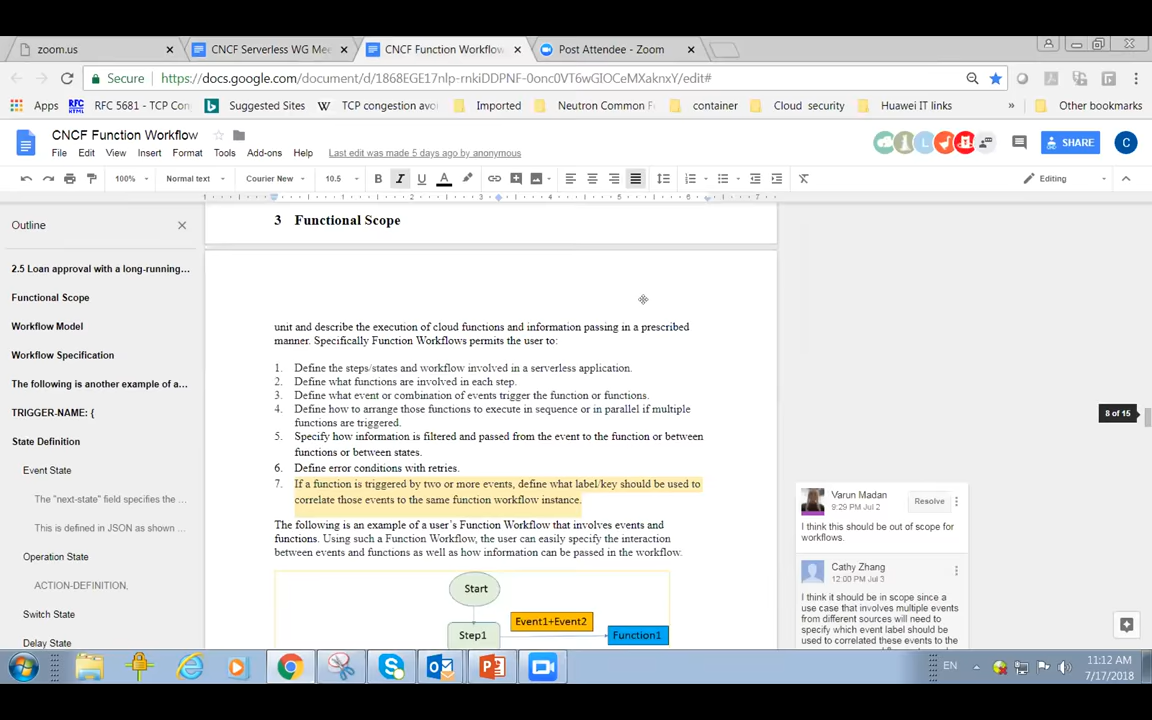 zoom.us
CNCF Serverless WG Mee
CNCF Function Workflow
Post Attendee - Zoom
Secure
https://docs.google.com/document/d/1868EGE17nlp-rnkiDDPNF-0onc0VT6wGIOCeMXaknxY/edit#
Apps
RFC 5681 - TCP Con
Suggested Sites
TCP congestion avoi
Imported
Neutron Common F
container
Cloud security
Huawei IT links
»
Other bookmarks
CNCF Function Workflow
File Edit View Insert Format Tools Add-ons Help
Last edit was made 5 days ago by anonymous
SHARE
C
100%
Normal text
Courier New
10.5
B I U A
Editing
Outline
2.5 Loan approval with a long-running...
Functional Scope
Workflow Model
Workflow Specification
The following is another example of a...
TRIGGER-NAME: {
State Definition
Event State
The "next-state" field specifies the ...
This is defined in JSON as shown ...
Operation State
ACTION-DEFINITION,
Switch State
Delay State
3 Functional Scope
unit and describe the execution of cloud functions and information passing in a prescribed
manner. Specifically Function Workflows permits the user to:
1. Define the steps/states and workflow involved in a serverless application.
2. Define what functions are involved in each step.
3. Define what event or combination of events trigger the function or functions.
4. Define how to arrange those functions to execute in sequence or in parallel if multiple
functions are triggered.
5. Specify how information is filtered and passed from the event to the function or between
functions or between states.
6. Define error conditions with retries.
7. If a function is triggered by two or more events, define what label/key should be used to
correlate those events to the same function workflow instance.
The following is an example of a user's Function Workflow that involves events and
functions. Using such a Function Workflow, the user can easily specify the interaction
between events and functions as well as how information can be passed in the workflow.
Start
Event1+Event2
Step1
Function1
8 of 15
Varun Madan
9:29 PM Jul 2
Resolve
I think this should be out of scope for
workflows.
Cathy Zhang
12:00 PM Jul 3
I think it should be in scope since a
use case that involves multiple events
from different sources will need to
specify which event label should be
used to correlated these events to the
EN
11:12 AM
7/17/2018